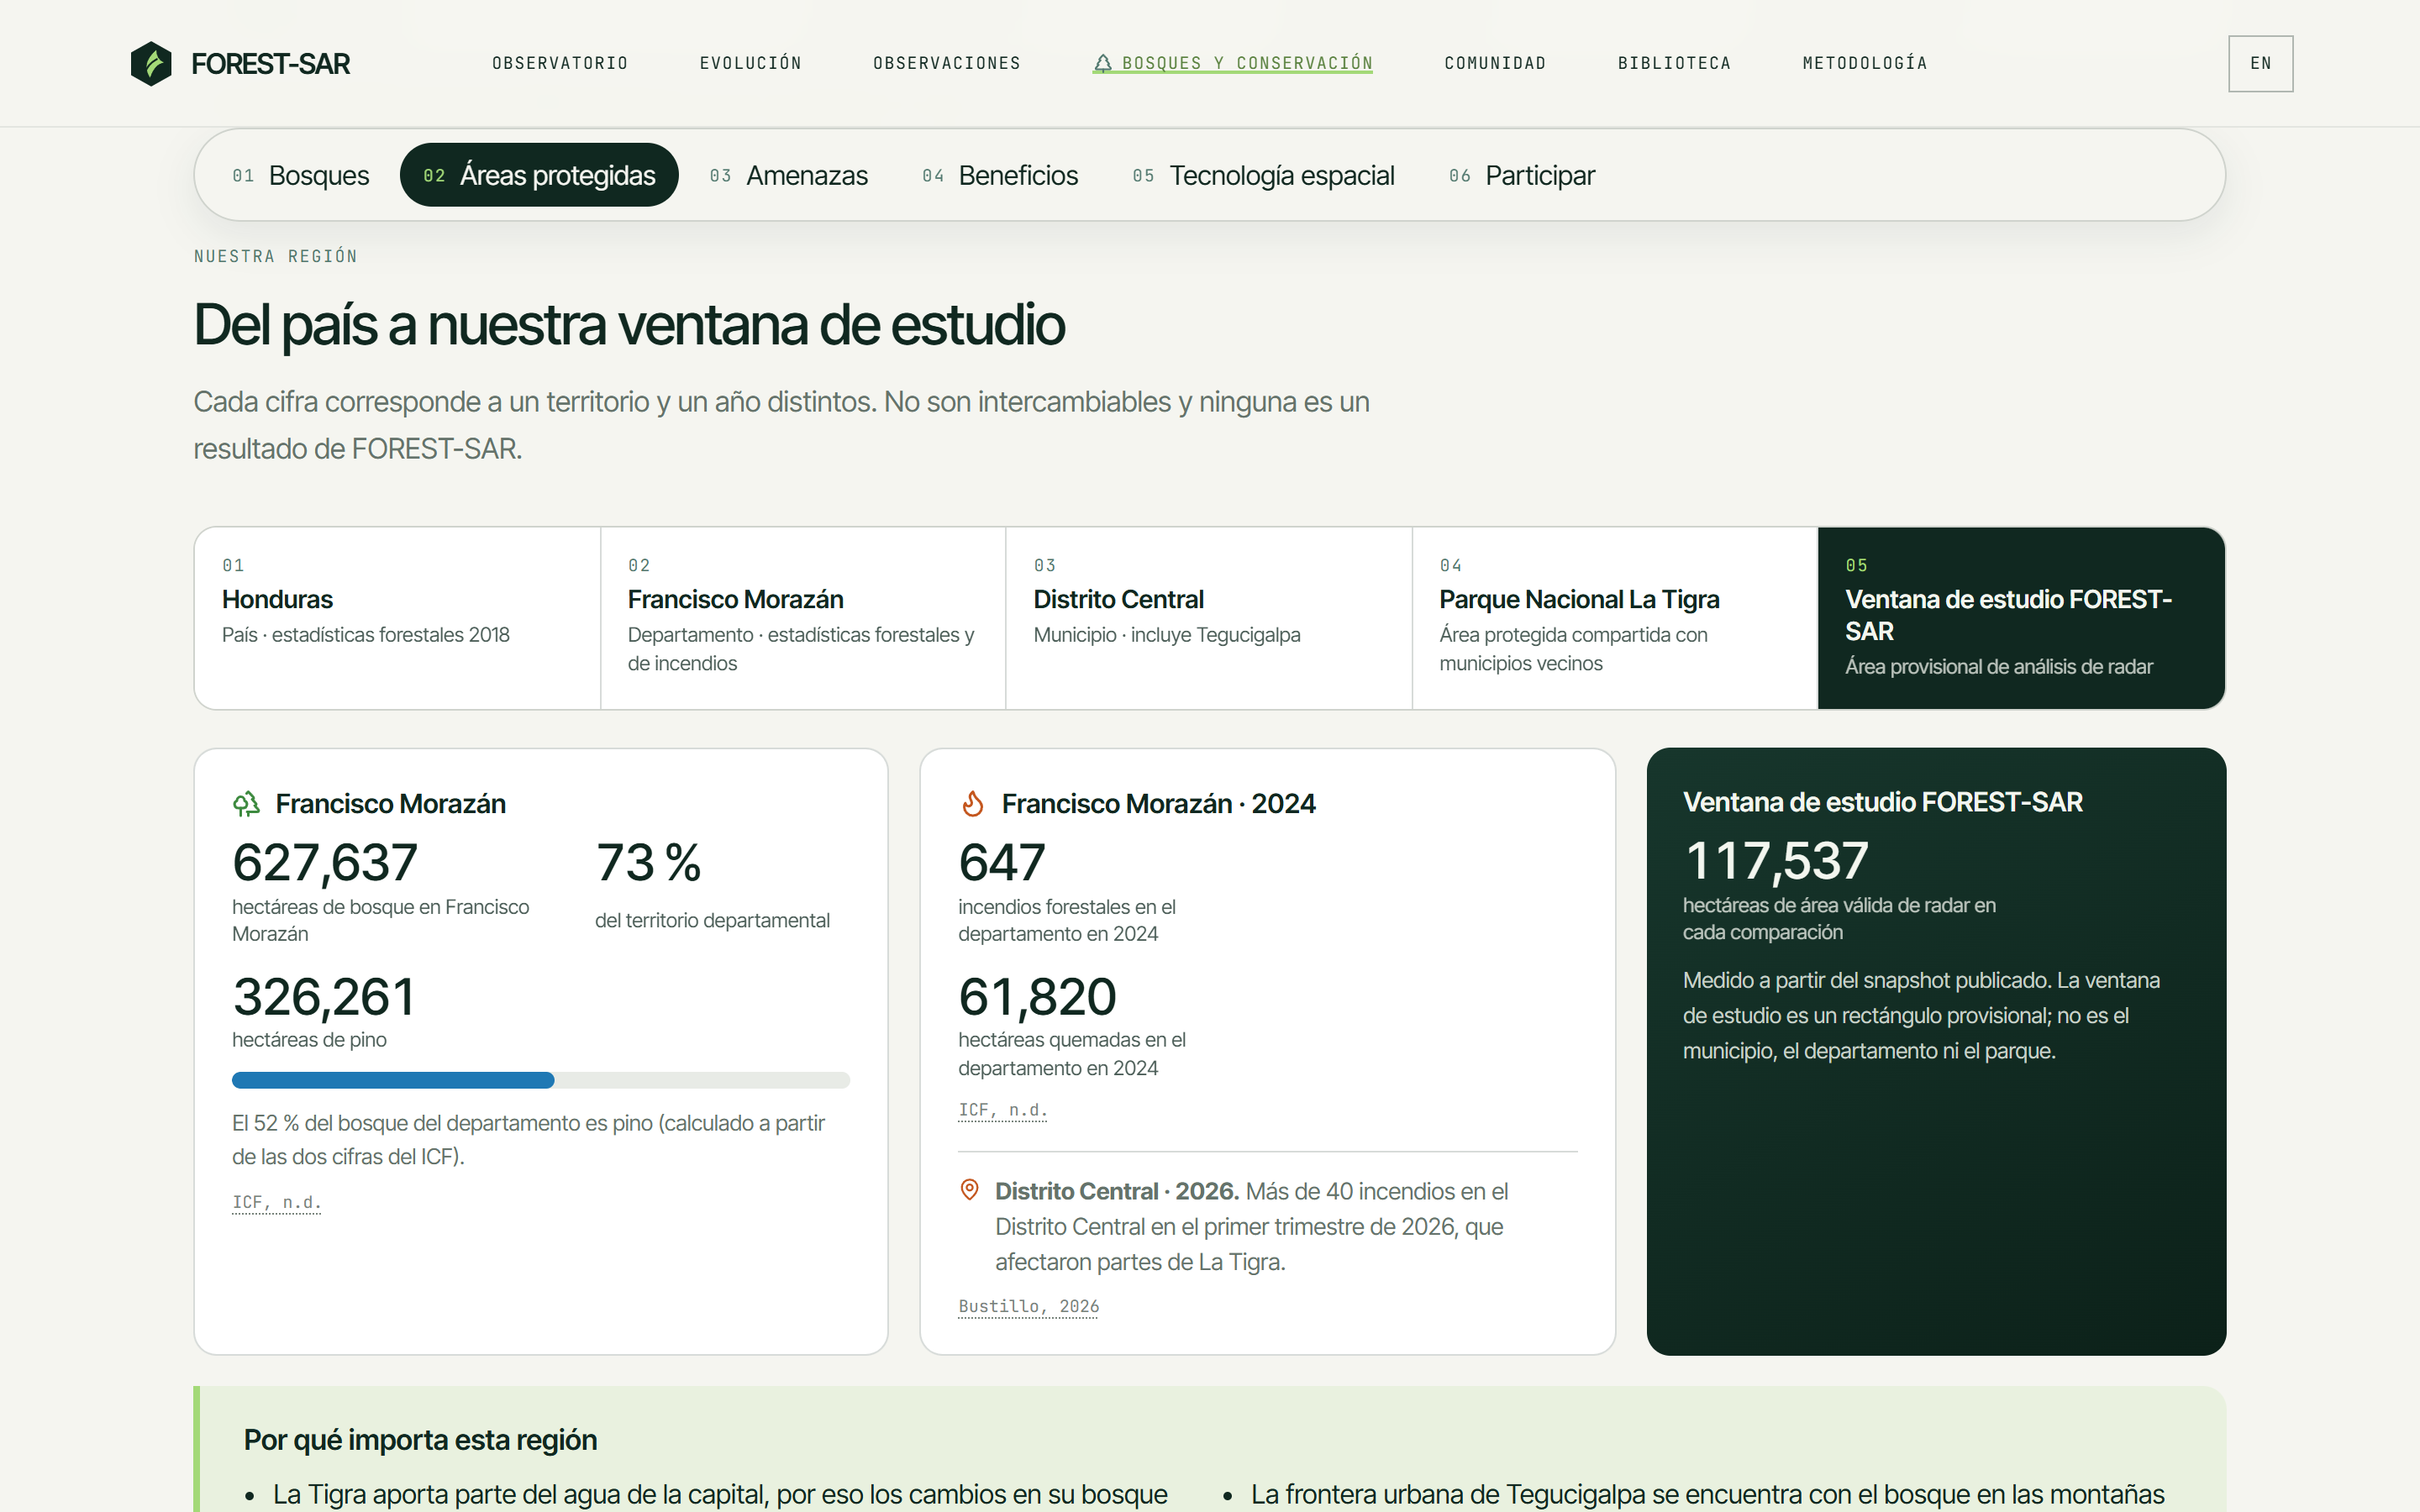 FOREST-SAR
OBSERVATORIO
EVOLUCIÓN
OBSERVACIONES
BOSQUES Y CONSERVACIÓN
COMUNIDAD
BIBLIOTECA
METODOLOGÍA
EN
01 Bosques
02 Áreas protegidas
03 Amenazas
04 Beneficios
05 Tecnología espacial
06 Participar
NUESTRA REGIÓN
Del país a nuestra ventana de estudio
Cada cifra corresponde a un territorio y un año distintos. No son intercambiables y ninguna es un
resultado de FOREST-SAR.
01
Honduras
País · estadísticas forestales 2018
02
Francisco Morazán
Departamento · estadísticas forestales y
de incendios
03
Distrito Central
Municipio · incluye Tegucigalpa
04
Parque Nacional La Tigra
Área protegida compartida con
municipios vecinos
05
Ventana de estudio FOREST-
SAR
Área provisional de análisis de radar
Francisco Morazán
627,637
hectáreas de bosque en Francisco
Morazán
73 %
del territorio departamental
326,261
hectáreas de pino
El 52 % del bosque del departamento es pino (calculado a partir
de las dos cifras del ICF).
ICF, n.d.
Francisco Morazán · 2024
647
incendios forestales en el
departamento en 2024
61,820
hectáreas quemadas en el
departamento en 2024
ICF, n.d.
Distrito Central · 2026. Más de 40 incendios en el
Distrito Central en el primer trimestre de 2026, que
afectaron partes de La Tigra.
Bustillo, 2026
Ventana de estudio FOREST-SAR
117,537
hectáreas de área válida de radar en
cada comparación
Medido a partir del snapshot publicado. La ventana
de estudio es un rectángulo provisional; no es el
municipio, el departamento ni el parque.
Por qué importa esta región
• La Tigra aporta parte del agua de la capital, por eso los cambios en su bosque
• La frontera urbana de Tegucigalpa se encuentra con el bosque en las montañas